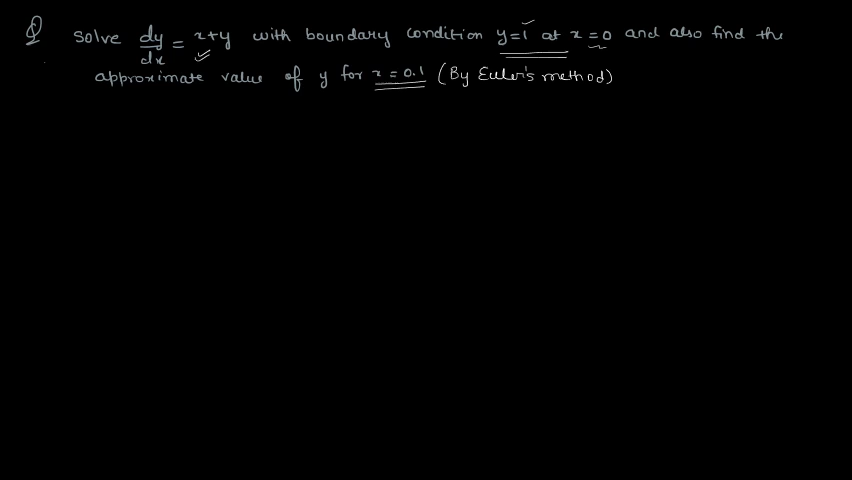 Q Solve dy/dx = x+y with boundary condition y=1 at x=0 and also find the
approximate value of y for x=0.1 (By Euler's method)